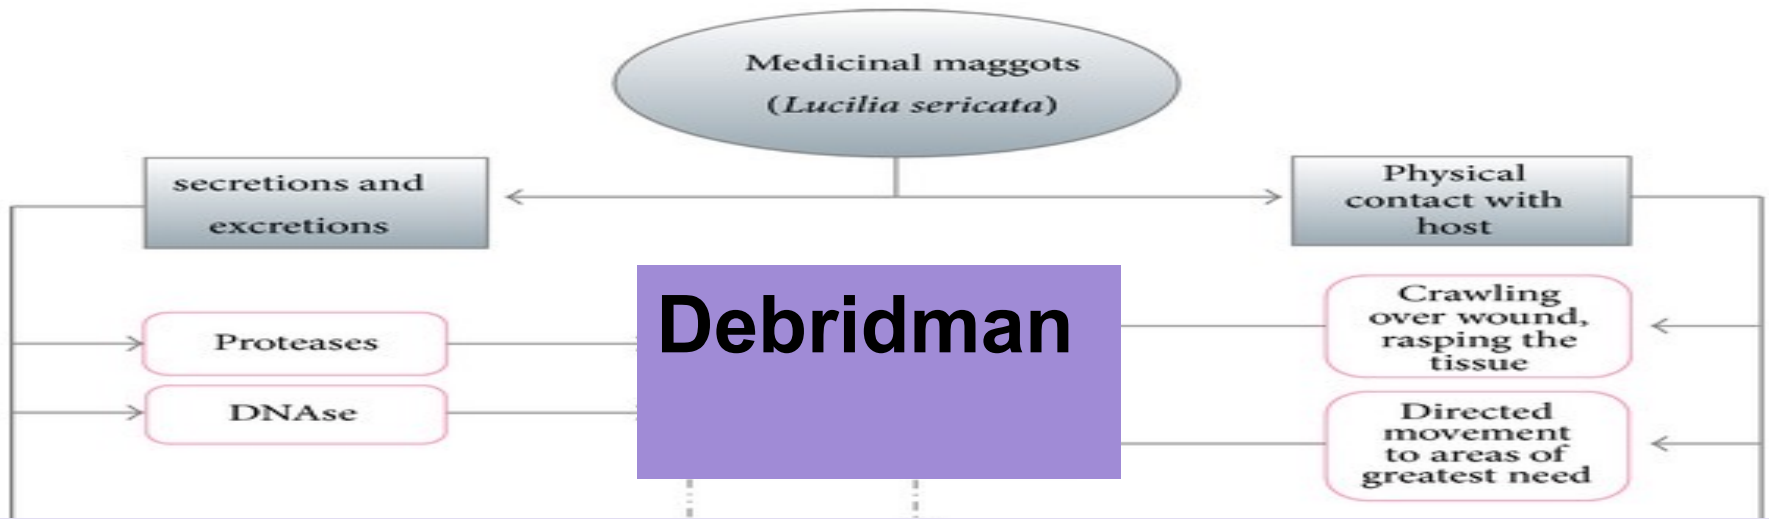 Medicinal maggots
(Lucilia sericata)
secretions and
excretions
Physical
contact with
host
Debridman
Proteases
DNAse
Crawling
over wound,
rasping the
tissue
Directed
movement
to areas of
greatest need